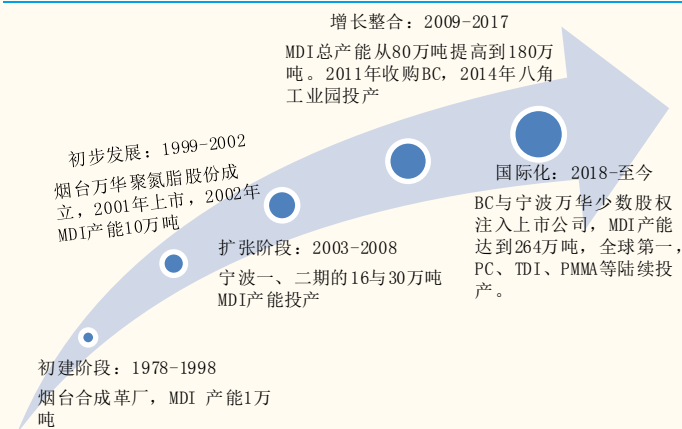 增长整合：2009-2017
MDI总产能从80万吨提高到180万
吨。2011年收购BC，2014年八角
工业园投产
初步发展：1999-2002
烟台万华聚氮脂股份成
立，2001年上市，2002年
MDI产能10万吨
国际化：2018-至今
BC与宁波万华少数股权
注入上市公司，MDI产能
达到264万吨，全球第一，
PC、TDI、PMMA等陆续投
产。
扩张阶段：2003-2008
宁波一、二期的16与30万吨
MDI产能投产
初建阶段：1978-1998
烟台合成革厂，MDI 产能1万
吨